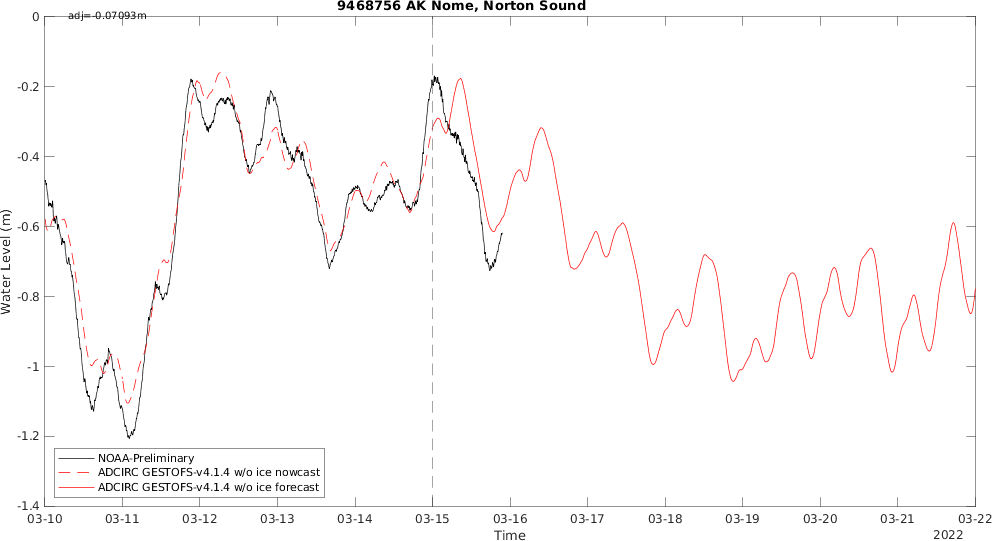 9468756 AK Nome, Norton Sound
adj=-0.07093m
0
-0.2
-0.4
-0.6
-0.8
-1
-1.2
-1.4
Water Level (m)
NOAA-Preliminary
ADCIRC GESTOFS-v4.1.4 w/o ice nowcast
ADCIRC GESTOFS-v4.1.4 w/o ice forecast
03-10 03-11 03-12 03-13 03-14 03-15 03-16 03-17 03-18 03-19 03-20 03-21 03-22
Time
2022